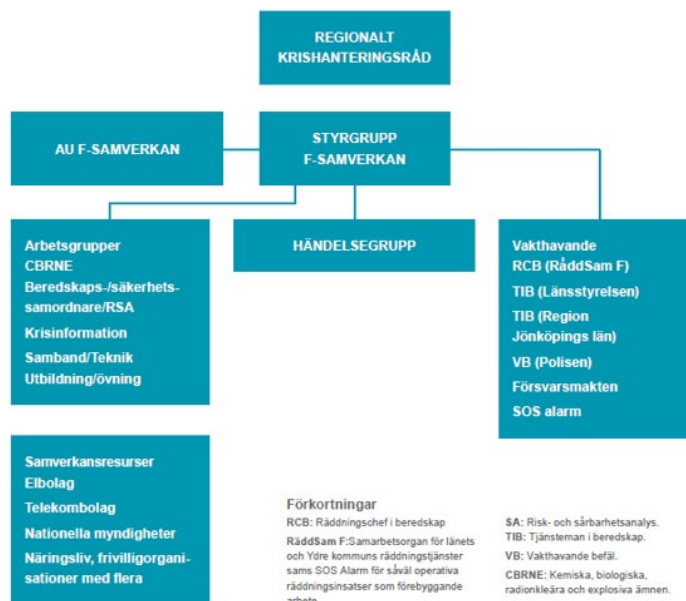 REGIONALT
KRISHANTERINGSRÅD
AU F-SAMVERKAN
STYRGRUPP
F-SAMVERKAN
Arbetsgrupper
CBRNE
Beredskaps-/säkerhets-
samordnare/RSA
Krisinformation
Samband/Teknik
Utbildning/övning
HÄNDELSEGRUPP
Vakthavande
RCB (RåddSam F)
TIB (Länsstyrelsen)
TIB (Region
Jönköpings län)
VB (Polisen)
Försvarsmakten
SOS alarm
Samverkansresurser
Elbolag
Telekombolag
Nationella myndigheter
Näringsliv, frivilligorgani-
sationer med flera
Förkortningar
RCB: Räddningschef i beredskap
RäddSam F:Samarbetsorgan för länets
och Ydre kommuns räddningstjänster
sams SOS Alarm för såväl operativa
räddningsinsatser som förebyggande
arbete
SA: Risk- och sårbarhetsanalys.
TIB: Tjänsteman i beredskap.
VB: Vakthavande befäl.
CBRNE: Kemiska, biologiska,
radionkleära och explosiva ämnen.